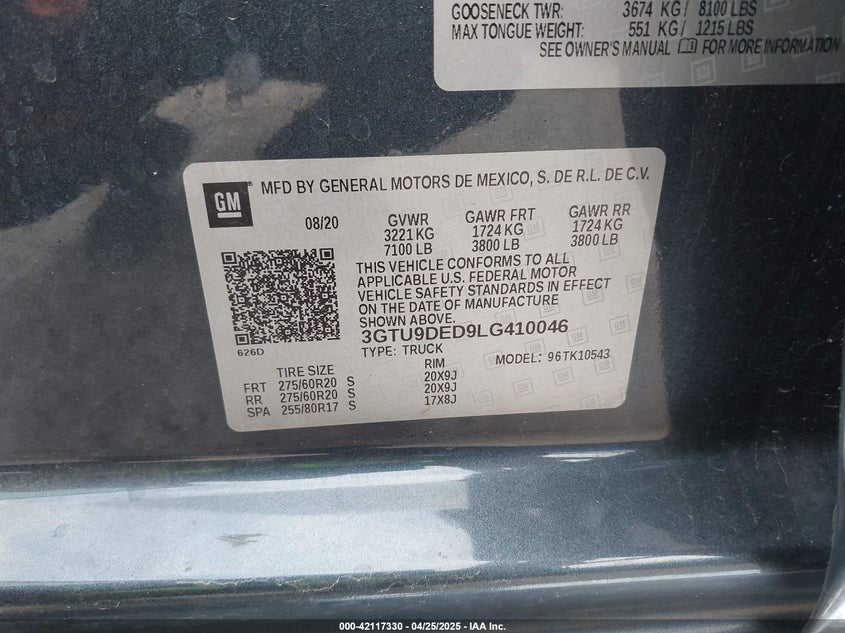 GOOSENECK TWR: 3674 KG/ 8100 LBS
MAX TONGUE WEIGHT: 551 KG/ 1215 LBS
SEE OWNER'S MANUAL FOR MORE INFORMATION
GM® MFD BY GENERAL MOTORS DE MEXICO, S. DE R.L. DE C.V.
08/20 GVWR GAWR FRT GAWR RR
3221 KG 1724 KG 1724 KG
7100 LB 3800 LB 3800 LB
THIS VEHICLE CONFORMS TO ALL
APPLICABLE U.S. FEDERAL MOTOR
VEHICLE SAFETY STANDARDS IN EFFECT
ON THE DATE OF MANUFACTURE
SHOWN ABOVE.
3GTU9DED9LG410046
626D TYPE: TRUCK MODEL: 96TK10543
TIRE SIZE RIM
FRT 275/60R20 S 20X9J
RR 275/60R20 S 20X9J
SPA 255/80R17 S 17X8J
000-42117330 - 04/25/2025 - IAA Inc.